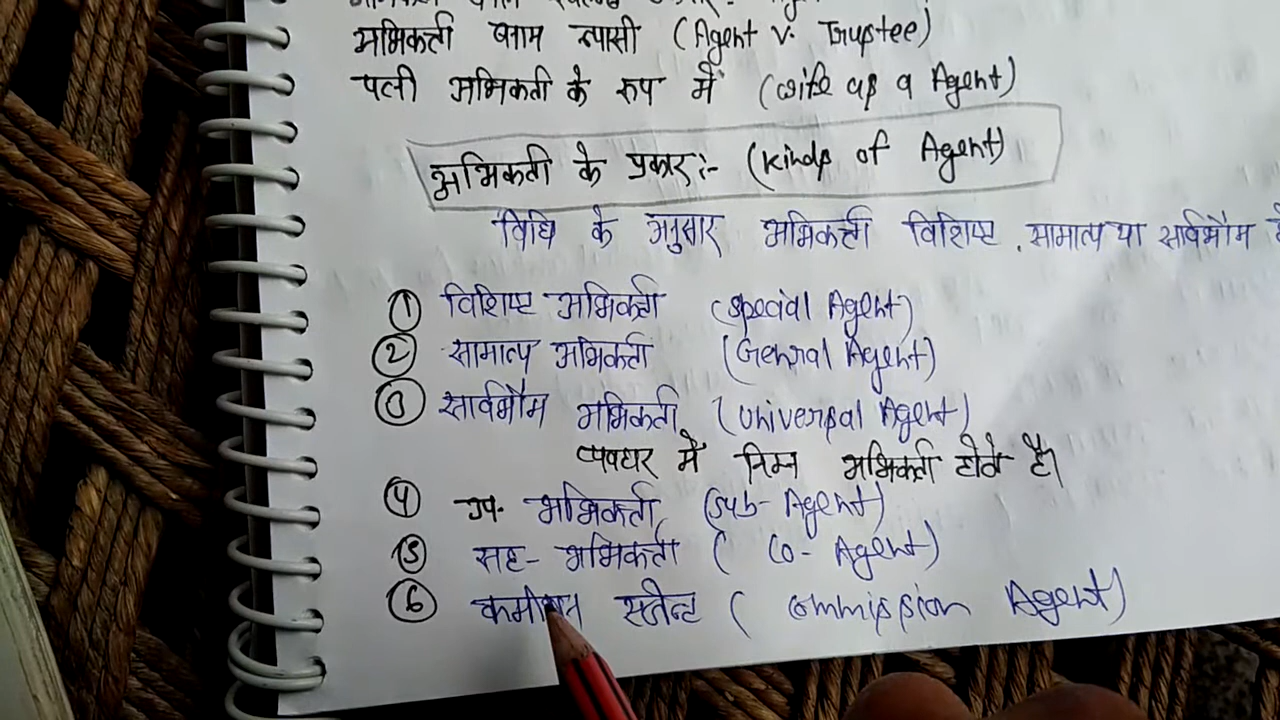 अभिकर्ता बनाम न्यासी (Agent v. Trustee)
पत्नी अभिकर्ता के रूप में (wife as a Agent)
अभिकर्ता के प्रकार:- (Kinds of Agent)
विधि के अनुसार अभिकर्ता विशिष्ट, सामान्य या सार्वभौम
① विशिष्ट अभिकर्ता (Special Agent)
② सामान्य अभिकर्ता (Genral Agent)
③ सार्वभौम अभिकर्ता (Universal Agent)
व्यवहार में निम्न अभिकर्ता होते है।
④ उप- अभिकर्ता (Sub- Agent)
⑤ सह- अभिकर्ता ( Co- Agent)
⑥ कमीशन एजेन्ट ( Commission Agent)